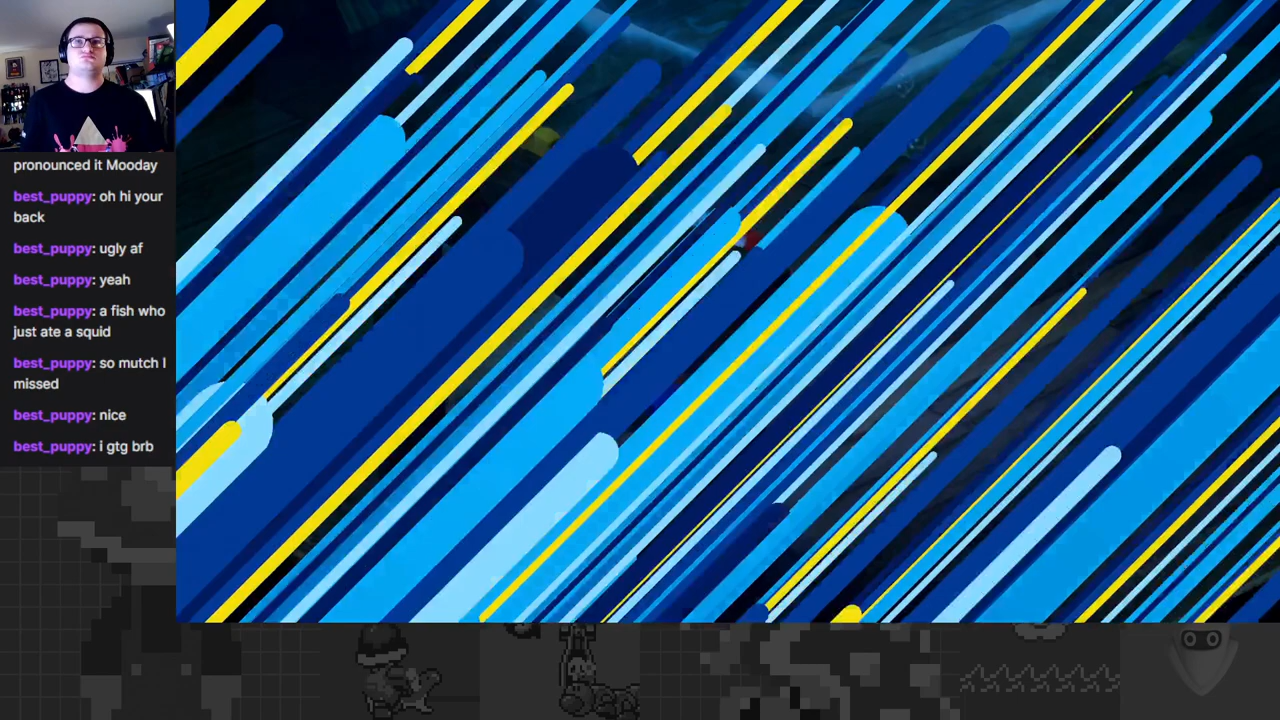 pronounced it Mooday
best_puppy: oh hi your
back
best_puppy: ugly af
best_puppy: yeah
best_puppy: a fish who
just ate a squid
best_puppy: so mutch I
missed
best_puppy: nice
best_puppy: i gtg brb